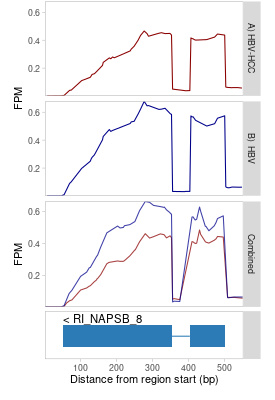 0.6
0.4
0.2
FPM
A) HBV-HCC
0.6
0.4
0.2
FPM
B) HBV
0.6
0.4
0.2
FPM
Combined
< RI_NAPSB_8
100 200 300 400 500
Distance from region start (bp)